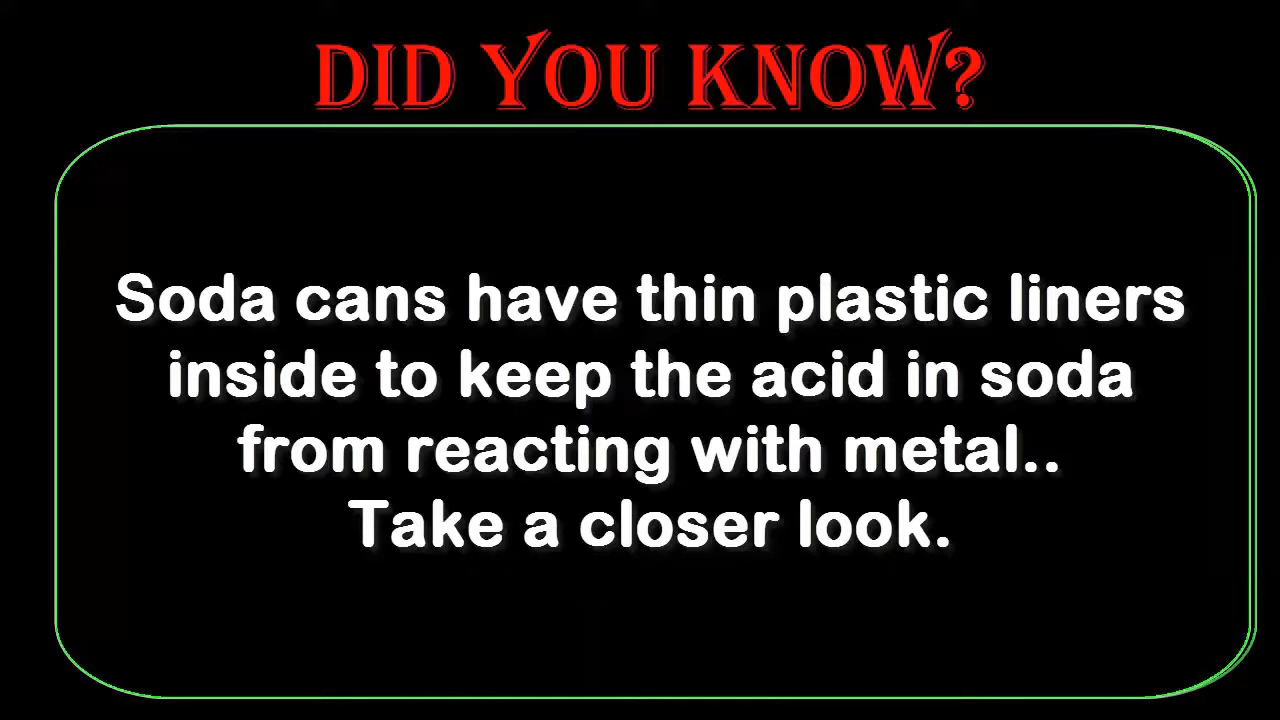 DID YOU KNOW?
Soda cans have thin plastic liners
inside to keep the acid in soda
from reacting with metal..
Take a closer look.